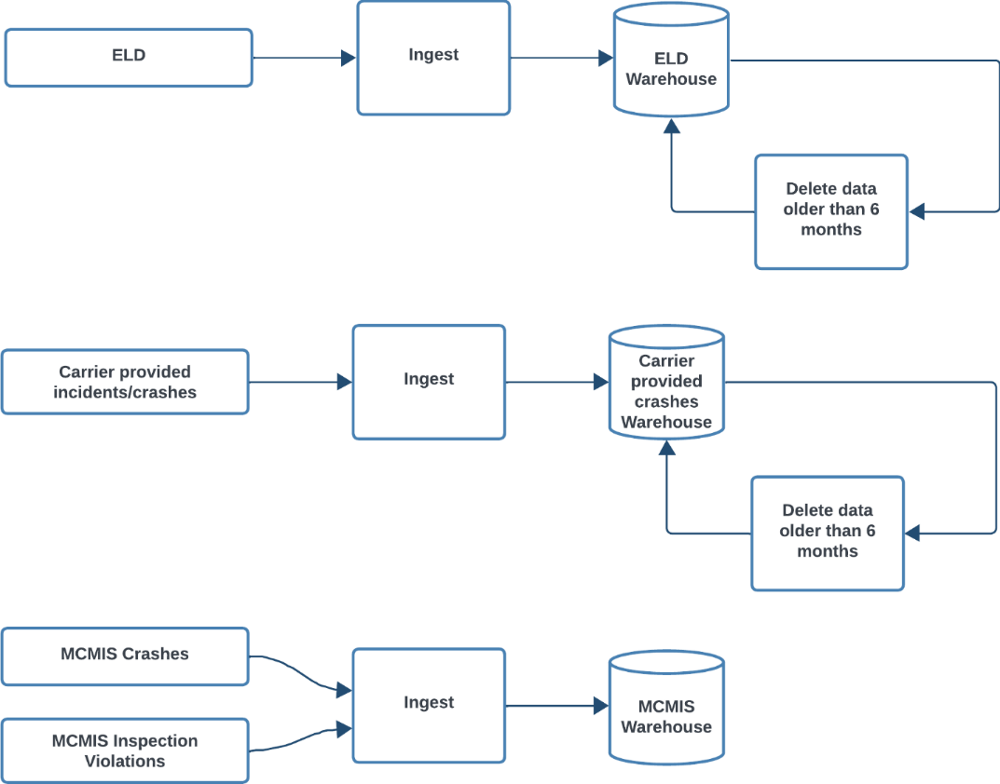 ELD
Ingest
ELD
Warehouse
Delete data
older than 6
months
Carrier provided
incidents/crashes
Ingest
Carrier
provided
crashes
Warehouse
Delete data
older than 6
months
MCMIS Crashes
MCMIS Inspection
Violations
Ingest
MCMIS
Warehouse